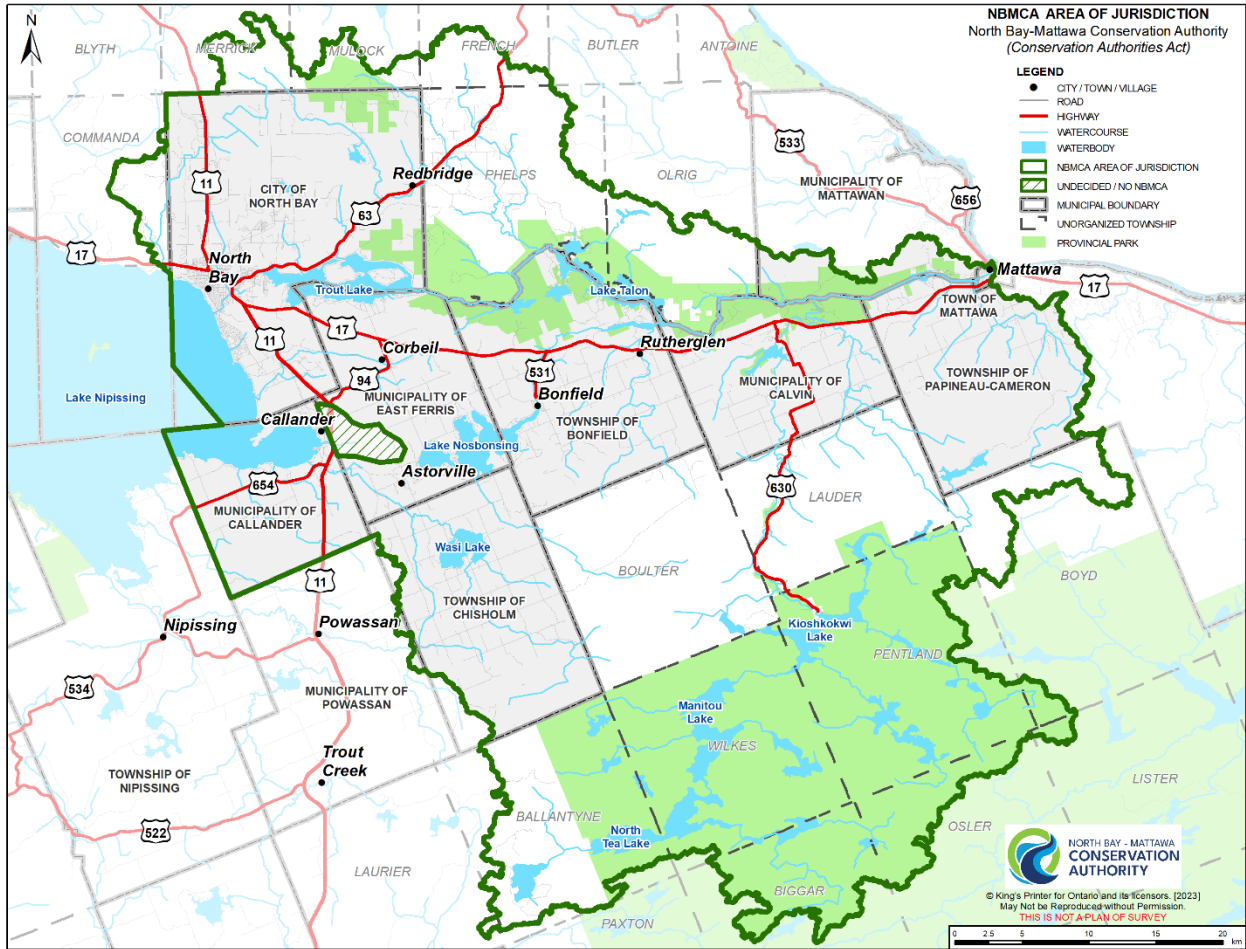 NBMCA AREA OF JURISDICTION
North Bay-Mattawa Conservation Authority
(Conservation Authorities Act)
LEGEND
CITY / TOWN / VILLAGE
ROAD
HIGHWAY
WATERCOURSE
WATERBODY
NBMCA AREA OF JURISDICTION
UNDECIDED / NO NBMCA
MUNICIPAL BOUNDARY
UNORGANIZED TOWNSHIP
PROVINCIAL PARK
N
BLYTH
MERRICK
MULOCK
FRENCH
BUTLER
ANTOINE
COMMANDA
533
11
CITY OF
NORTH BAY
Redbridge
PHELPS
OLRIG
MUNICIPALITY OF
MATTAWAN
656
63
17
North
Bay
Trout Lake
Lake Talon
Mattawa
17
TOWN OF
MATTAWA
11
17
Corbeil
Rutherglen
94
531
MUNICIPALITY OF
EAST FERRIS
Bonfield
MUNICIPALITY OF
CALVIN
TOWNSHIP OF
PAPINEAU-CAMERON
Lake Nipissing
Callander
TOWNSHIP OF
BONFIELD
Lake Nosbonsing
Astorville
654
MUNICIPALITY OF
CALLANDER
630
LAUDER
Wasi Lake
BOULTER
BOYD
11
TOWNSHIP OF
CHISHOLM
Nipissing
Powassan
Kioshkokwi
Lake
PENTLAND
534
MUNICIPALITY OF
POWASSAN
Manitou
Lake
WILKES
Trout
Creek
TOWNSHIP OF
NIPISSING
LISTER
522
BALLANTYNE
North
Tea Lake
OSLER
LAURIER
BIGGAR
PAXTON
NORTH BAY - MATTAWA
CONSERVATION
AUTHORITY
© King's Printer for Ontario and its licensors. [2023]
May Not be Reproduced without Permission.
THIS IS NOT A PLAN OF SURVEY
0 2.5 5 10 15 20
km